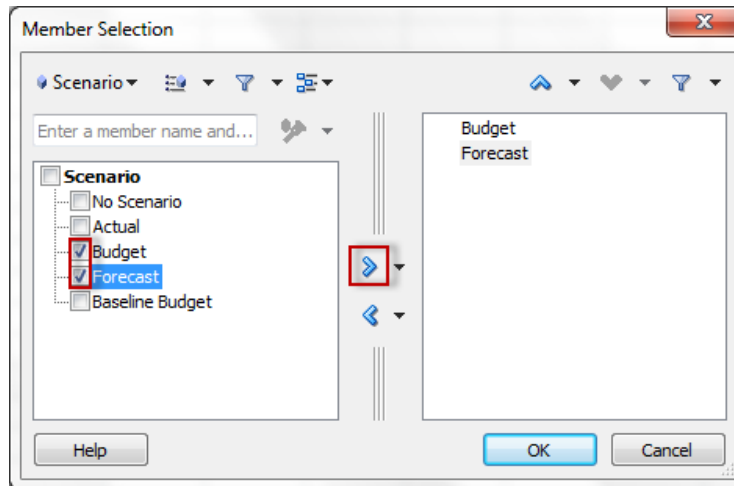 Member Selection
Scenario
Enter a member name and...
Scenario
No Scenario
Actual
Budget
Forecast
Baseline Budget
Budget
Forecast
Help
OK
Cancel